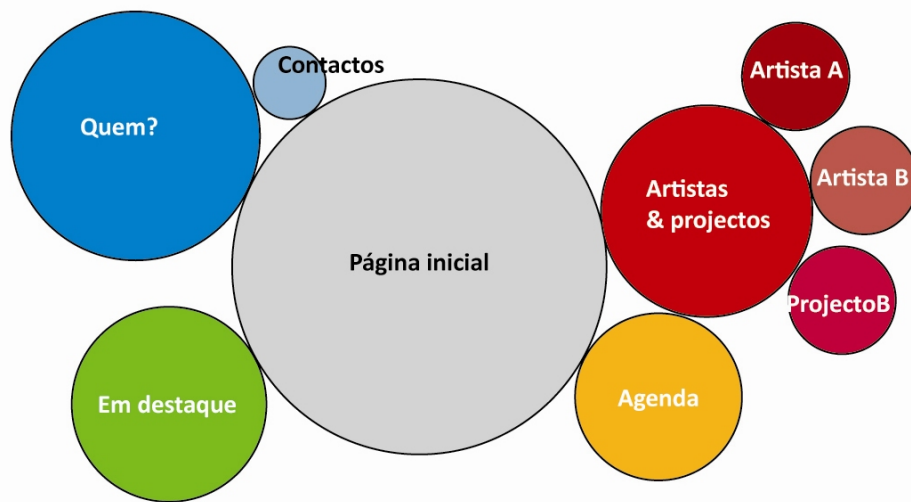 Contactos
Artista A
Quem?
Artista B
Artistas
& projectos
Página inicial
ProjectoB
Agenda
Em destaque